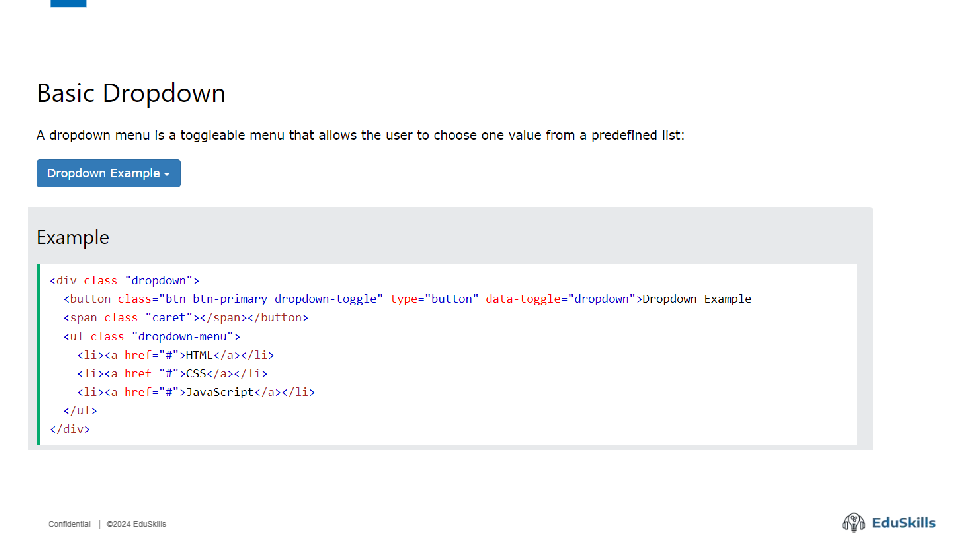 Basic Dropdown
A dropdown menu is a toggleable menu that allows the user to choose one value from a predefined list:
Dropdown Example
Example
<div class "dropdown">
<button class="btn btn-primary dropdown-toggle" type="button" data-toggle="dropdown">Dropdown Example
<span class "caret"></span></button>
<ul class "dropdown-menu">
<li><a href="#">HTML</a></li>
<li><a href "#">CSS</a></li>
<li><a href="#">JavaScript</a></li>
</ul>
</div>
Confidential | ©2024 EduSkills
EduSkills